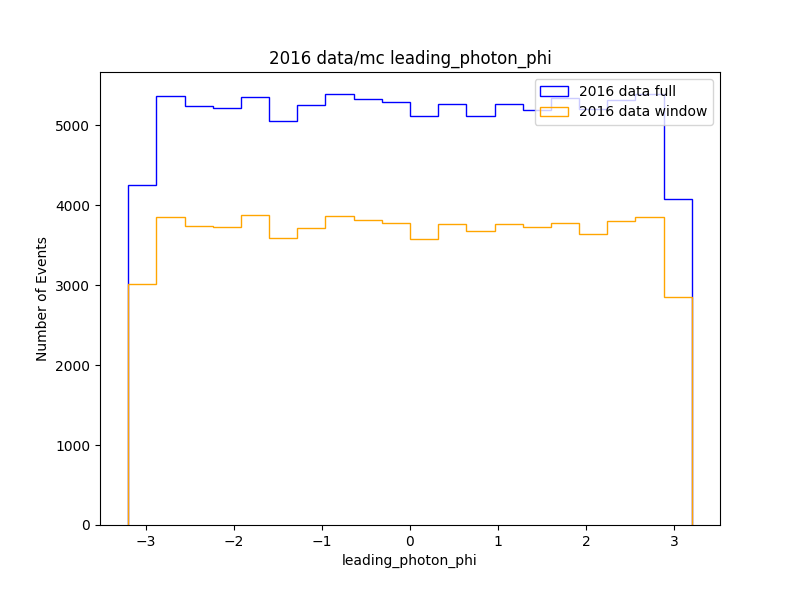 2016 data/mc leading_photon_phi
2016 data full
2016 data window
Number of Events
5000
4000
3000
2000
1000
0
−3 −2 −1 0 1 2 3
leading_photon_phi